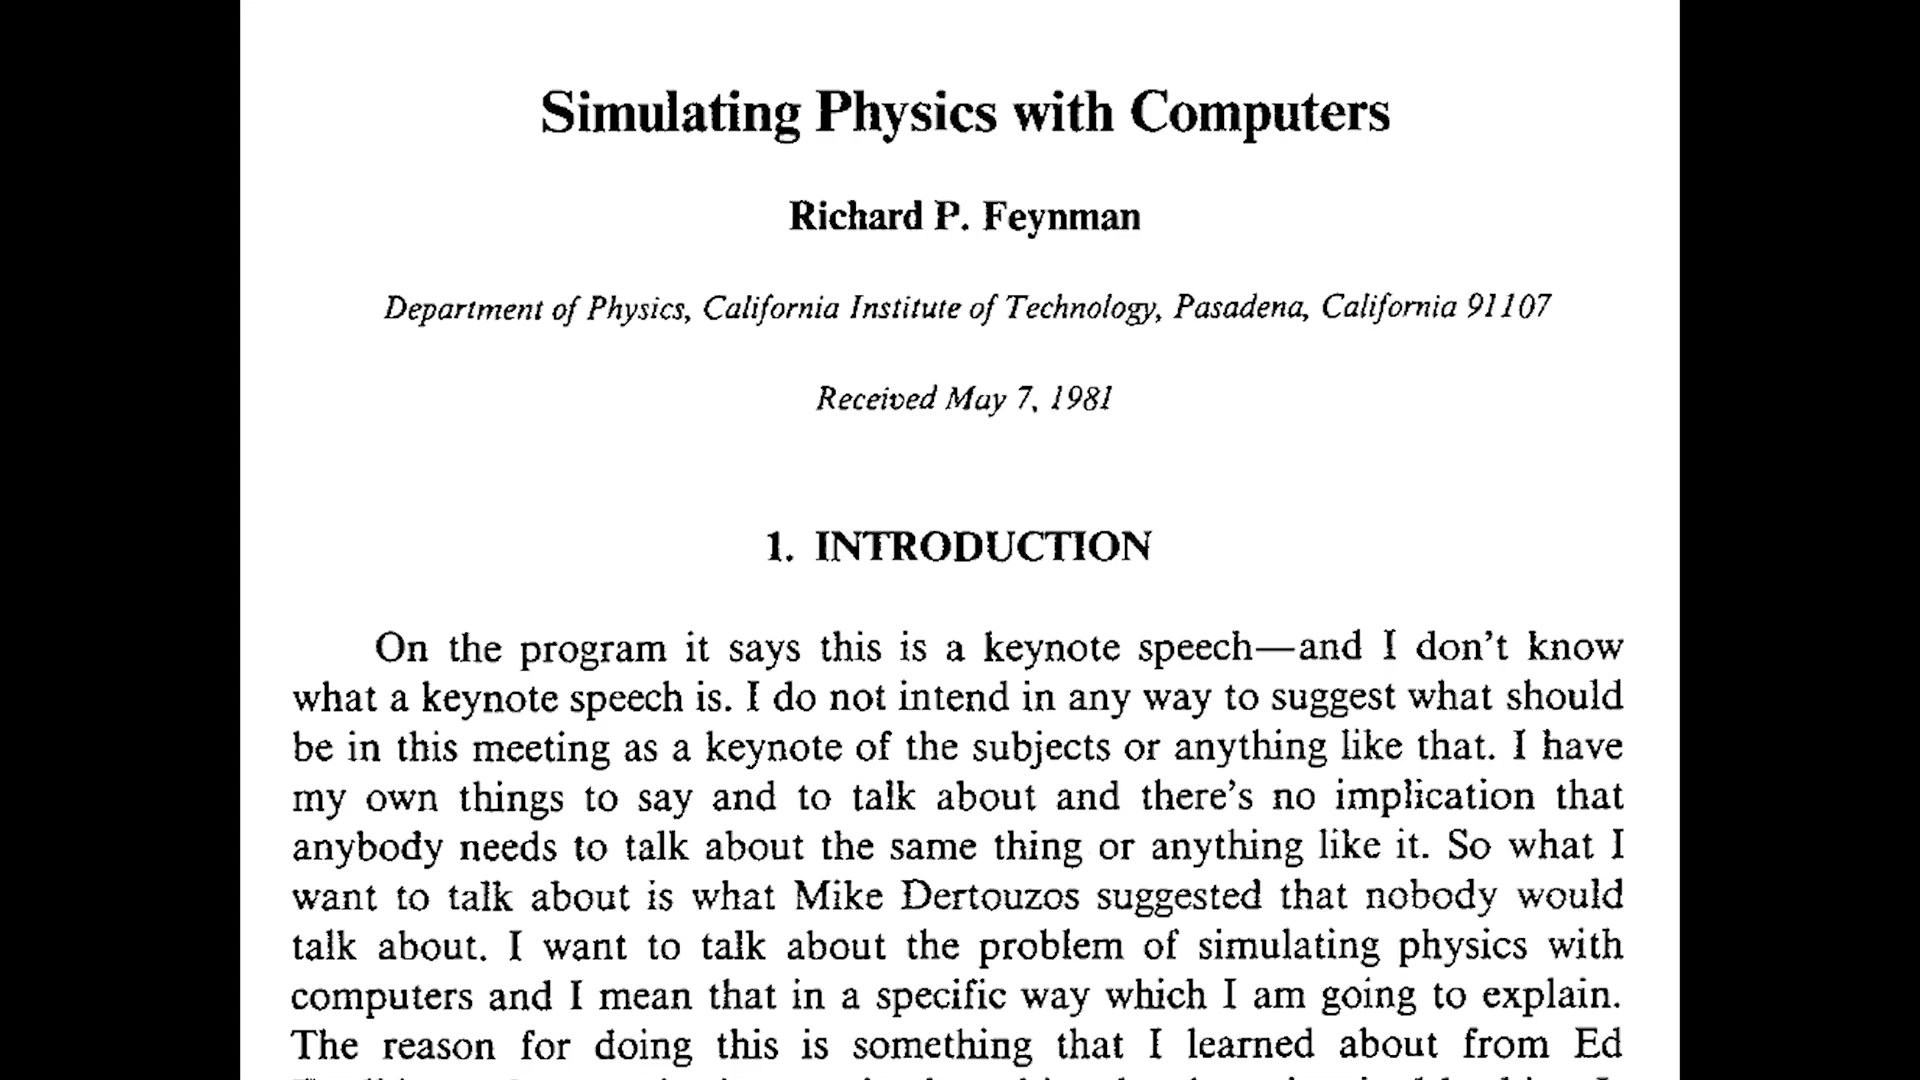 Simulating Physics with Computers
Richard P. Feynman
Department of Physics, California Institute of Technology, Pasadena, California 91107
Received May 7, 1981
1. INTRODUCTION
On the program it says this is a keynote speech—and I don't know
what a keynote speech is. I do not intend in any way to suggest what should
be in this meeting as a keynote of the subjects or anything like that. I have
my own things to say and to talk about and there's no implication that
anybody needs to talk about the same thing or anything like it. So what I
want to talk about is what Mike Dertouzos suggested that nobody would
talk about. I want to talk about the problem of simulating physics with
computers and I mean that in a specific way which I am going to explain.
The reason for doing this is something that I learned about from Ed